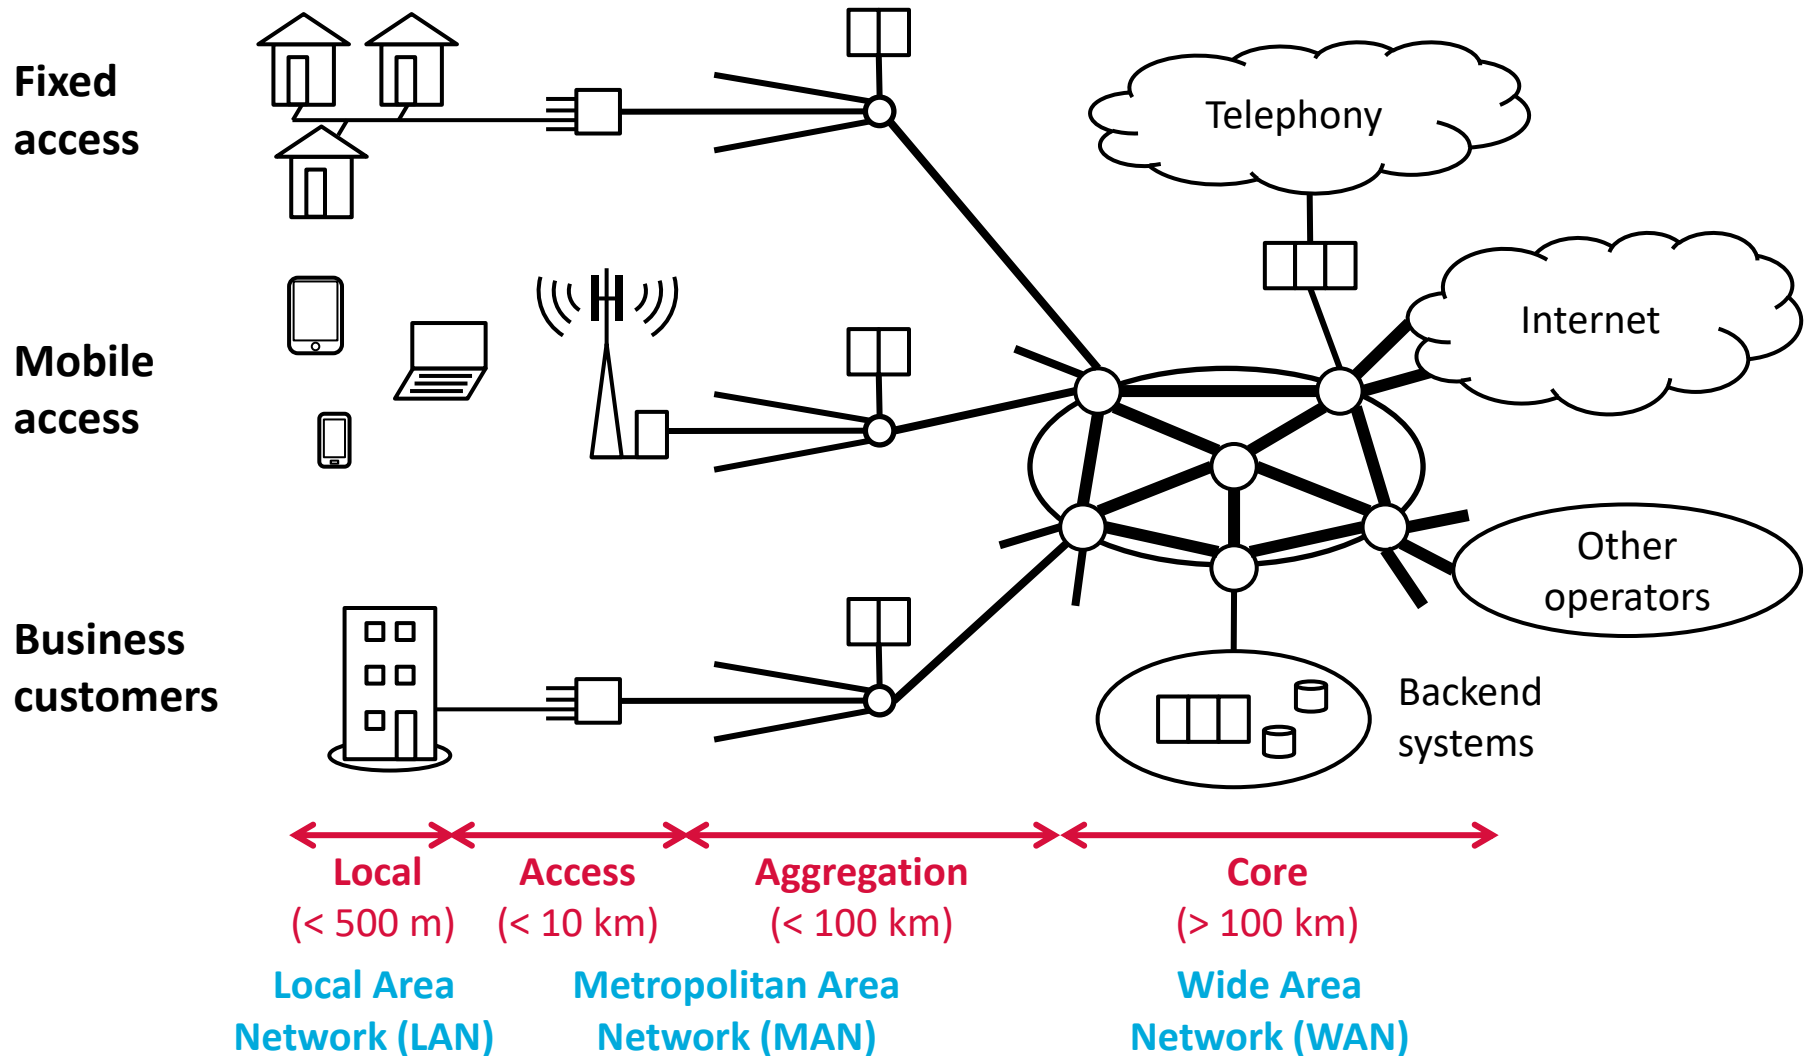 Fixed
access
Telephony
Internet
Mobile
access
Other
operators
Business
customers
Backend
systems
Local
(< 500 m)
Access
(< 10 km)
Aggregation
(< 100 km)
Core
(> 100 km)
Local Area
Network (LAN)
Metropolitan Area
Network (MAN)
Wide Area
Network (WAN)